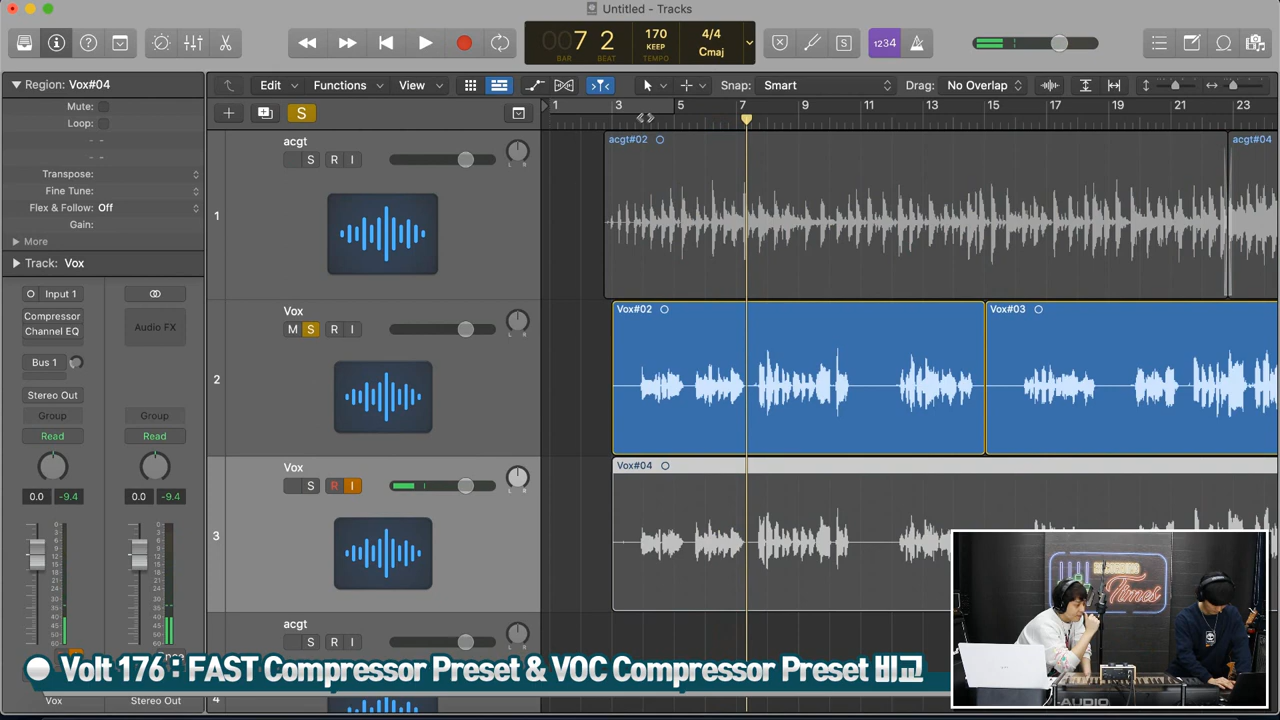 Untitled - Tracks
007 2
BAR BEAT
170
KEEP
TEMPO
4/4
Cmaj
1234
Region: Vox#04
Edit Functions View
Snap: Smart
Drag: No Overlap
Mute:
Loop:
Transpose:
Fine Tune:
Flex & Follow: Off
Gain:
More
Track: Vox
Input 1
Compressor
Channel EQ
Audio FX
Bus 1
Stereo Out
Group Group
Read Read
0.0 -9.4 0.0 -9.4
Vox Stereo Out
S
1 3 5 7 9 11 13 15 17 19 21 23
1
acgt
S R I
acgt#02
acgt#04
2
Vox
M S R I
Vox#02
Vox#03
3
Vox
S R I
Vox#04
acgt
S R I
4
Times
M-AUDIO
Volt 176 : FAST Compressor Preset & VOC Compressor Preset 비교